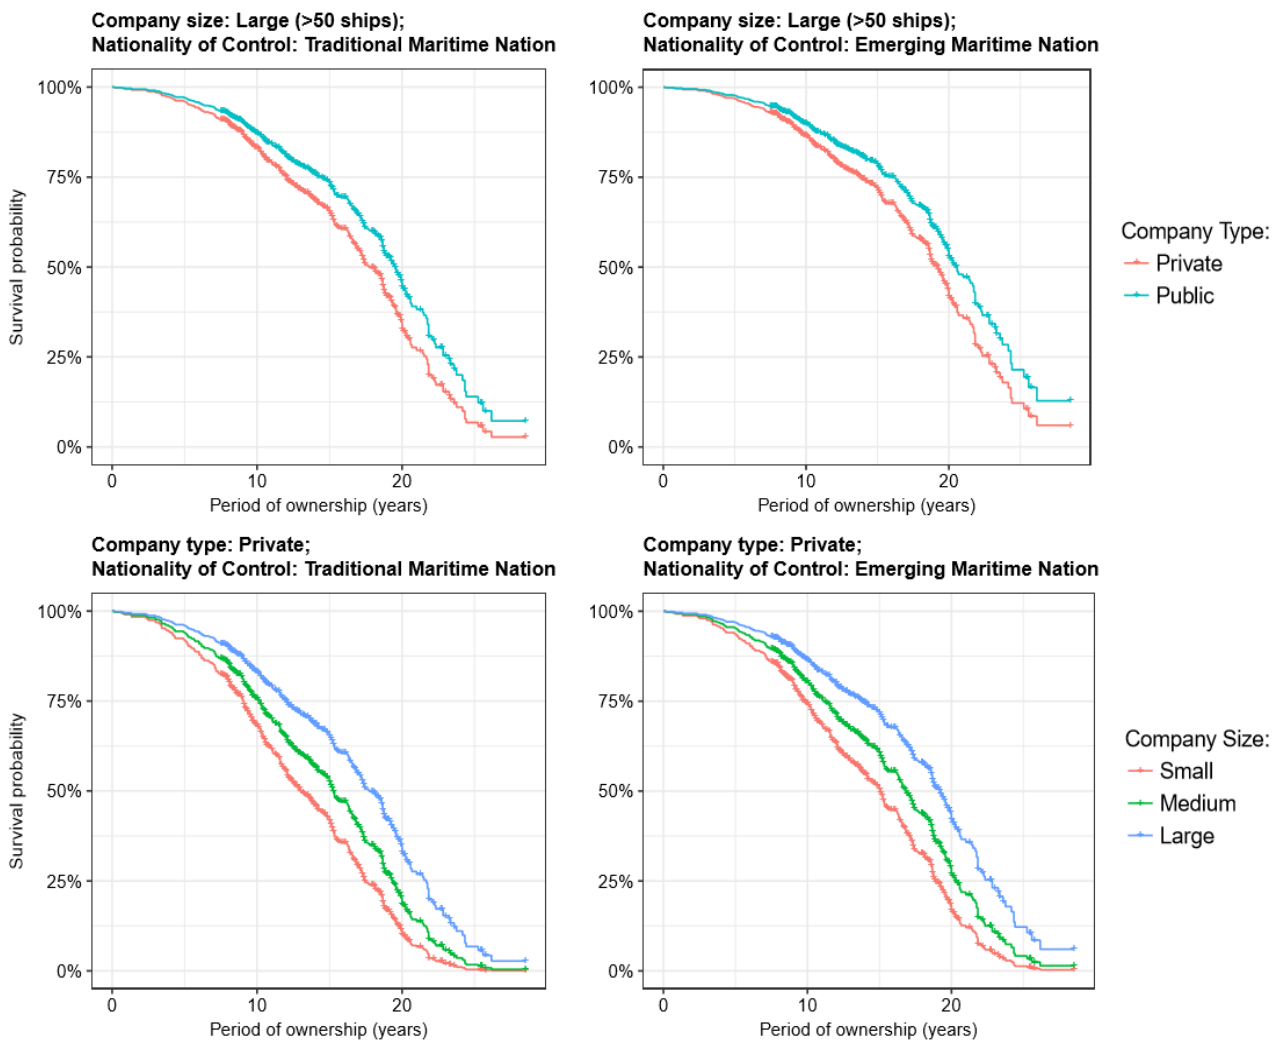 Company size: Large (>50 ships);
Nationality of Control: Traditional Maritime Nation
100%
75%
50%
25%
0%
Survival probability
0 10 20
Period of ownership (years)
Company size: Large (>50 ships);
Nationality of Control: Emerging Maritime Nation
100%
75%
50%
25%
0%
0 10 20
Period of ownership (years)
Company Type:
Private
Public
Company type: Private;
Nationality of Control: Traditional Maritime Nation
100%
75%
50%
25%
0%
Survival probability
0 10 20
Period of ownership (years)
Company type: Private;
Nationality of Control: Emerging Maritime Nation
100%
75%
50%
25%
0%
0 10 20
Period of ownership (years)
Company Size:
Small
Medium
Large